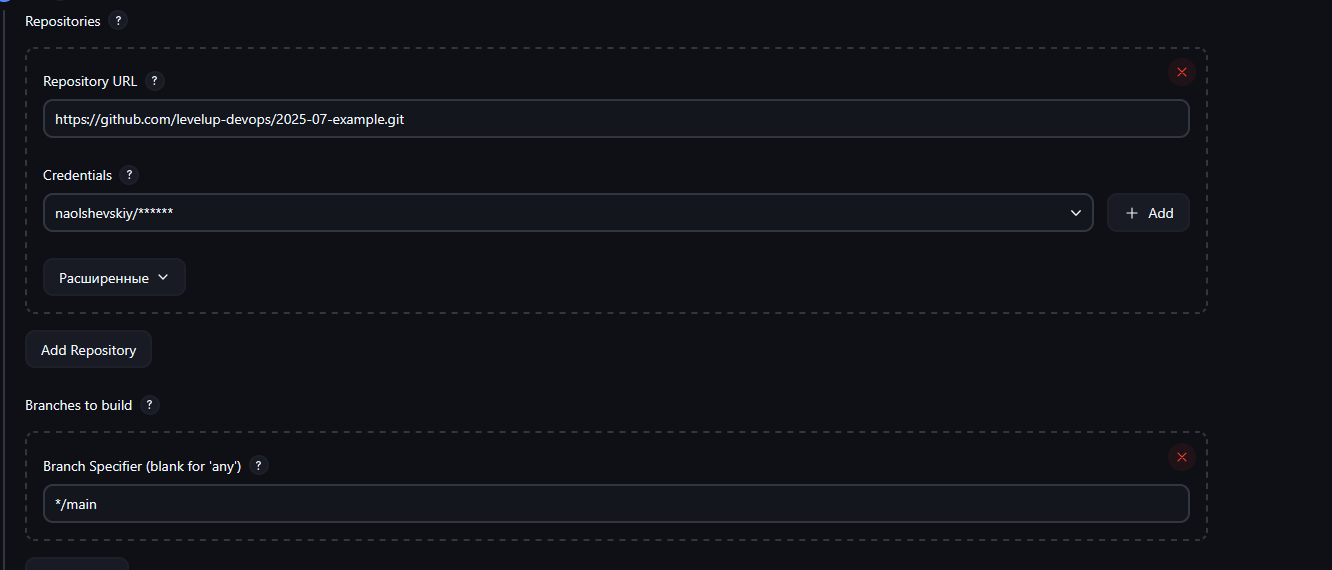 Repositories ?
Repository URL ?
https://github.com/levelup-devops/2025-07-example.git
Credentials ?
naolshevskiy/******
+ Add
Расширенные
Add Repository
Branches to build ?
Branch Specifier (blank for 'any') ?
*/main